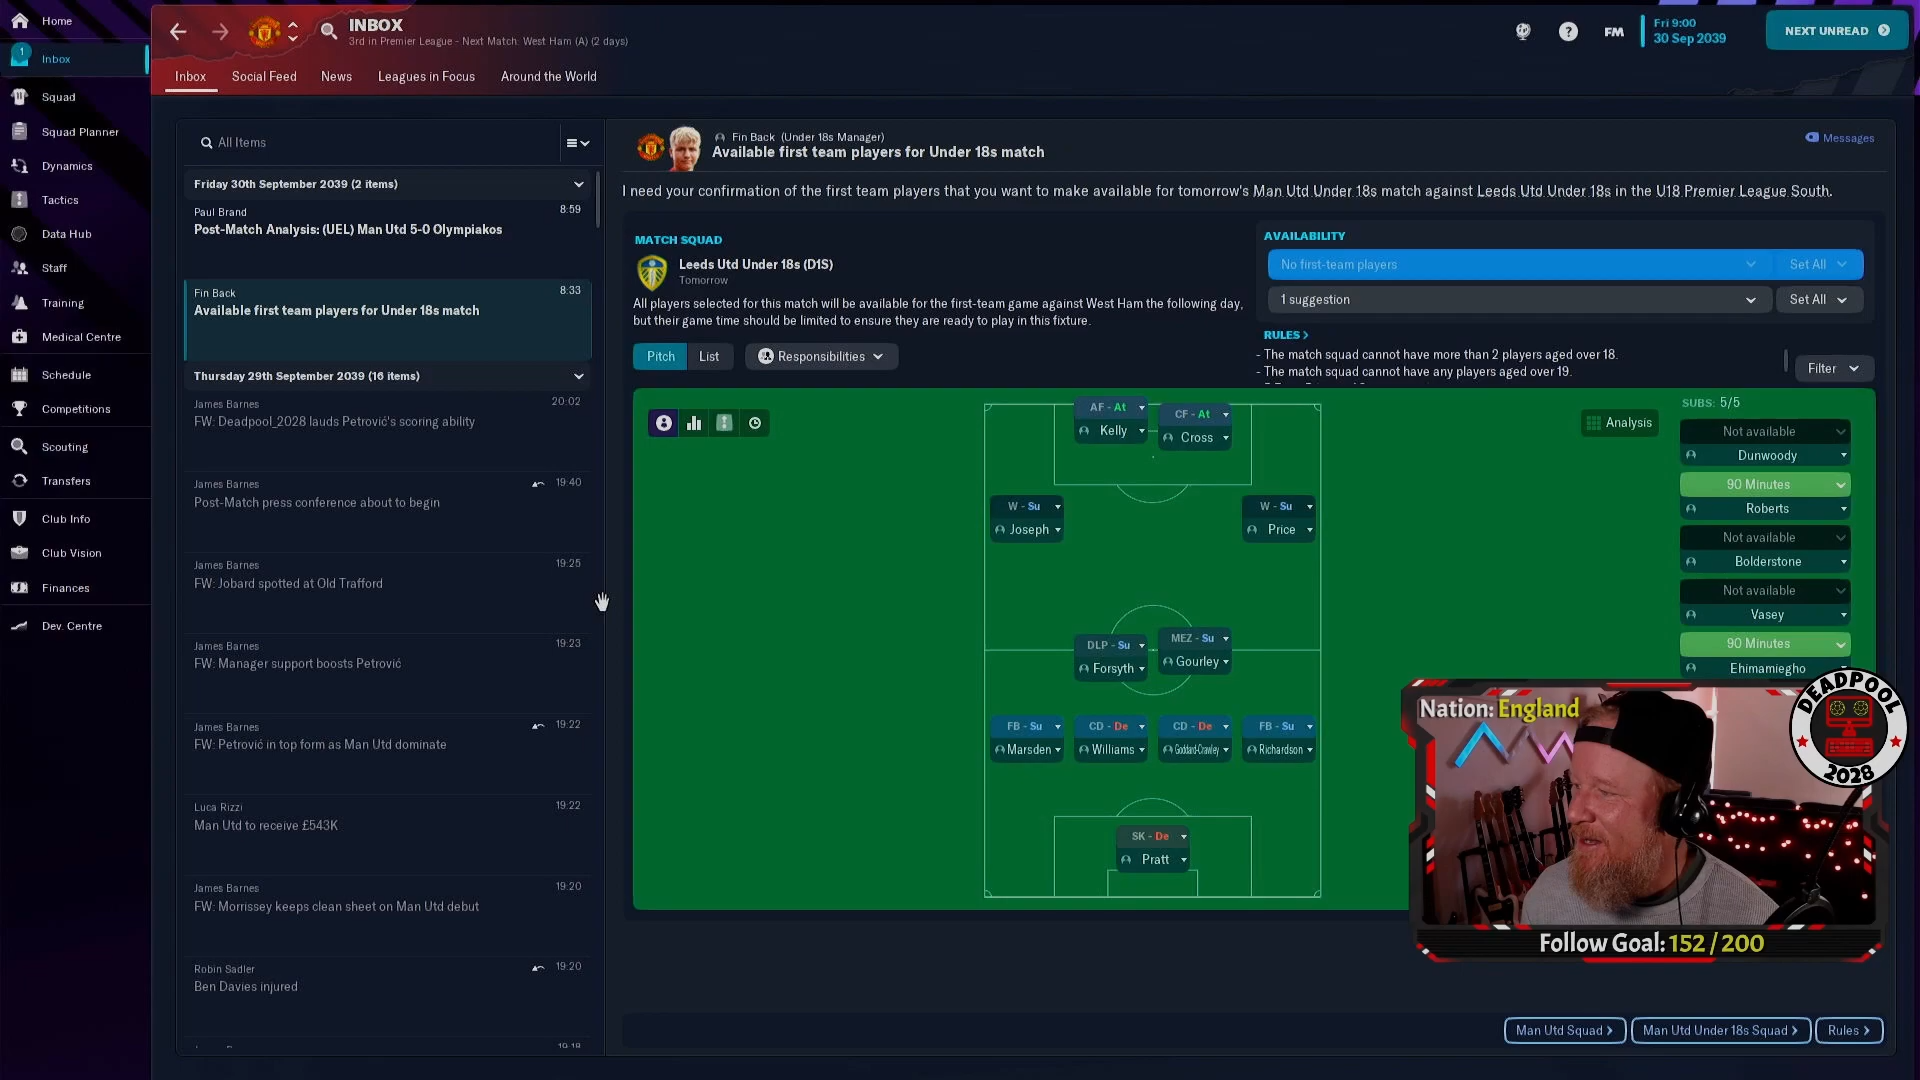 Home
1
Inbox
Squad
Squad Planner
Dynamics
Tactics
Data Hub
Staff
Training
Medical Centre
Schedule
Competitions
Scouting
Transfers
Club Info
Club Vision
Finances
Dev. Centre
INBOX
3rd in Premier League - Next Match: West Ham (A) (2 days)
FM
Fri 9:00
30 Sep 2039
NEXT UNREAD
Inbox
Social Feed
News
Leagues in Focus
Around the World
All Items
Friday 30th September 2039 (2 items)
Paul Brand 8:59
Post-Match Analysis: (UEL) Man Utd 5-0 Olympiakos
Fin Back 8:33
Available first team players for Under 18s match
Thursday 29th September 2039 (16 items)
James Barnes 20:02
FW: Deadpool_2028 lauds Petrović's scoring ability
James Barnes 19:40
Post-Match press conference about to begin
James Barnes 19:25
FW: Jobard spotted at Old Trafford
James Barnes 19:23
FW: Manager support boosts Petrović
James Barnes 19:22
FW: Petrović in top form as Man Utd dominate
Luca Rizzi 19:22
Man Utd to receive £543K
James Barnes 19:20
FW: Morrissey keeps clean sheet on Man Utd debut
Robin Sadler 19:20
Ben Davies injured
Fin Back (Under 18s Manager)
Available first team players for Under 18s match
Messages
I need your confirmation of the first team players that you want to make available for tomorrow's Man Utd Under 18s match against Leeds Utd Under 18s in the U18 Premier League South.
MATCH SQUAD
Leeds Utd Under 18s (D1S)
Tomorrow
All players selected for this match will be available for the first-team game against West Ham the following day,
but their game time should be limited to ensure they are ready to play in this fixture.
AVAILABILITY
No first-team players Set All
1 suggestion Set All
RULES >
- The match squad cannot have more than 2 players aged over 18.
- The match squad cannot have any players aged over 19.
Filter
Pitch
List
Responsibilities
AF - At
Kelly
CF - At
Cross
W - Su
Joseph
W - Su
Price
DLP - Su
Forsyth
MEZ - Su
Gourley
FB - Su
Marsden
CD - De
Williams
CD - De
Goddard-Crawley
FB - Su
Richardson
SK - De
Pratt
Analysis
SUBS: 5/5
Not available
Dunwoody
90 Minutes
Roberts
Not available
Bolderstone
Not available
Vasey
90 Minutes
Ehimamiegho
Nation: England
DEADPOOL
2028
Follow Goal: 152 / 200
Man Utd Squad >
Man Utd Under 18s Squad >
Rules >